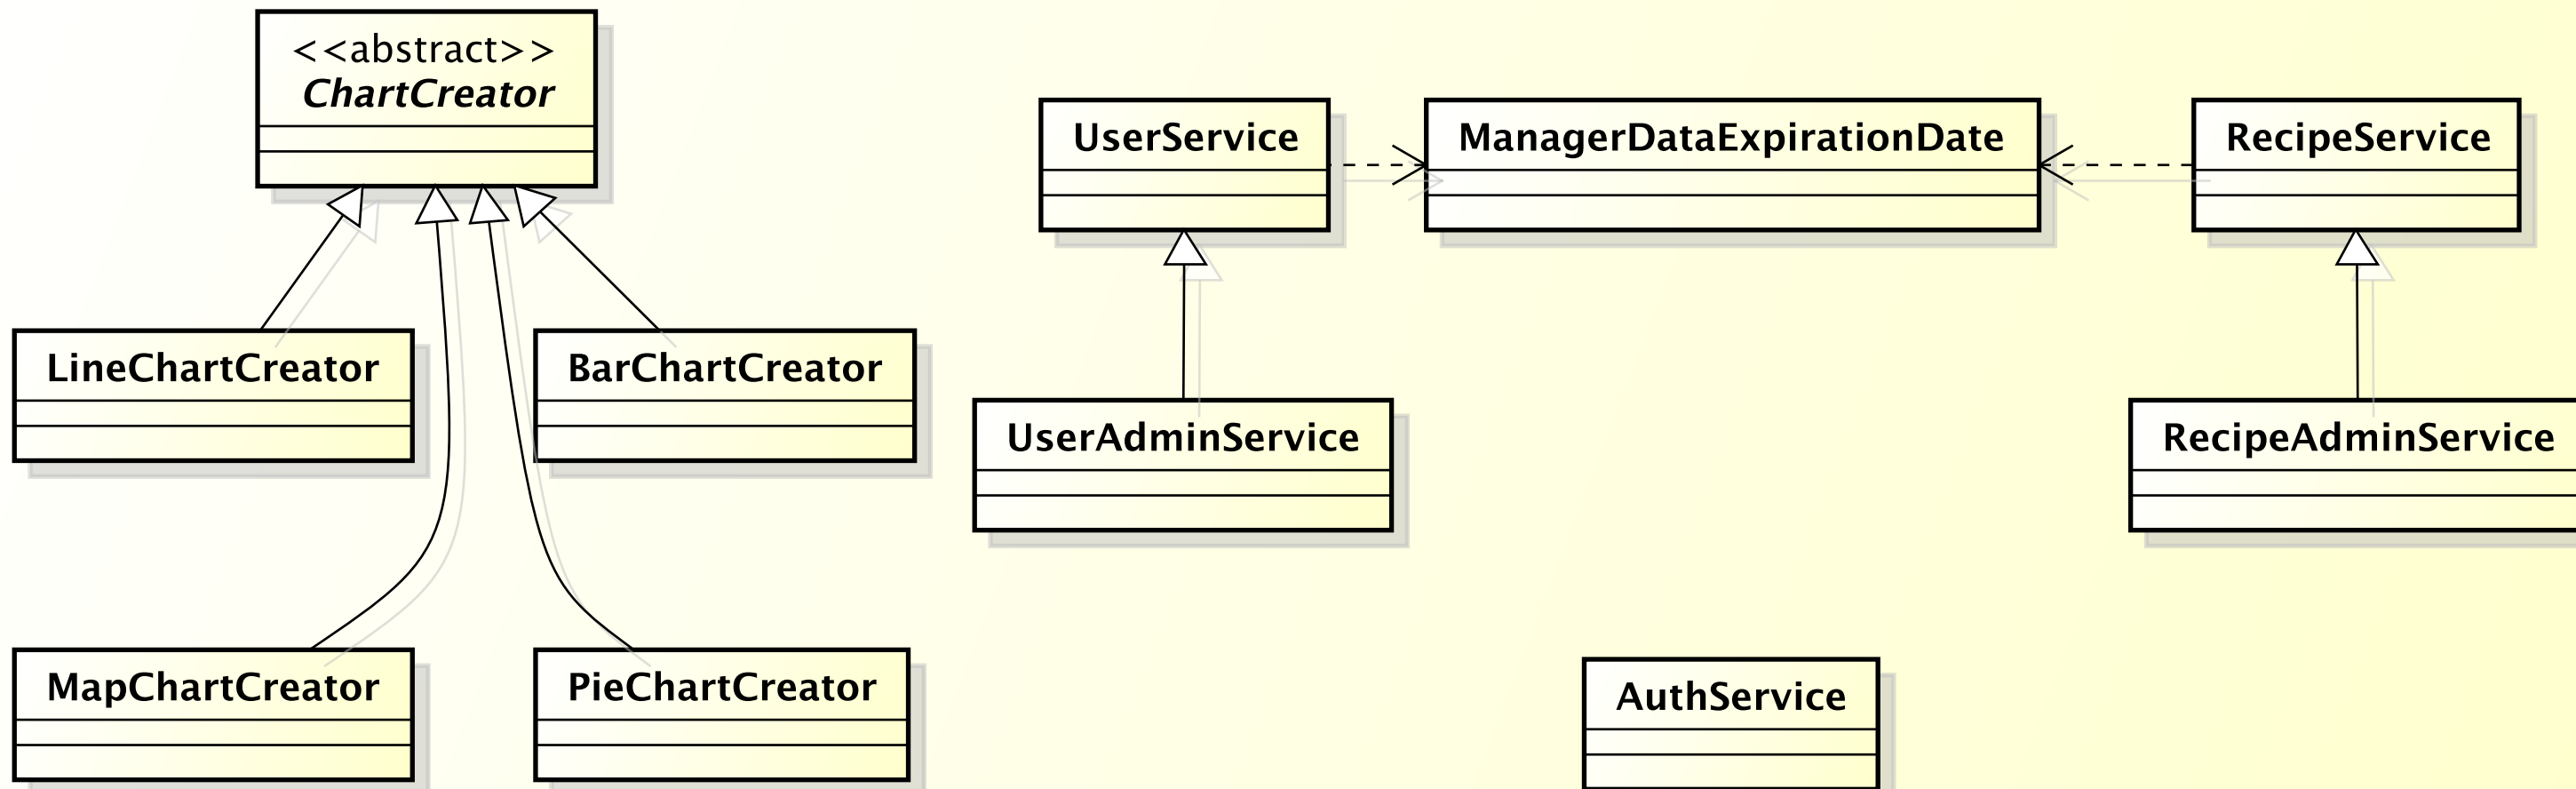 <<abstract>>
ChartCreator
UserService
ManagerDataExpirationDate
RecipeService
LineChartCreator
BarChartCreator
UserAdminService
RecipeAdminService
MapChartCreator
PieChartCreator
AuthService